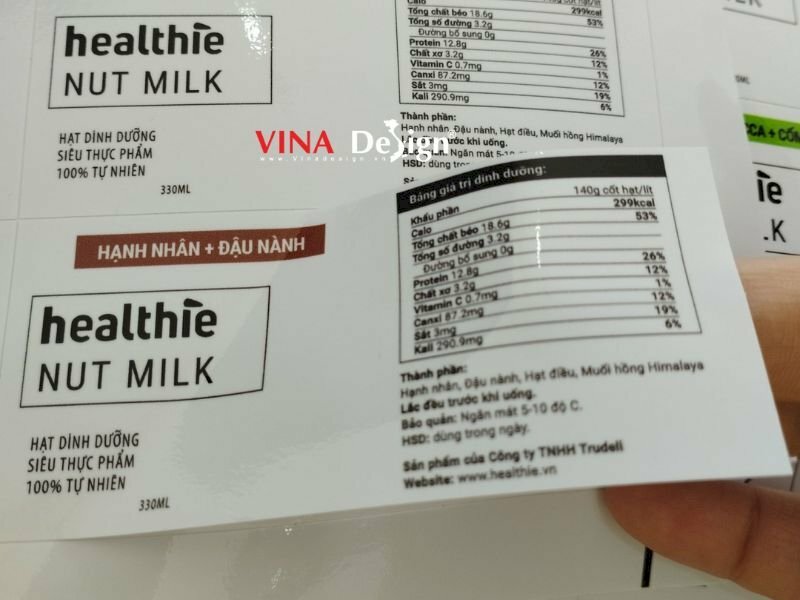 healthie
NUT MILK
HẠT DINH DƯỠNG
SIÊU THỰC PHẨM
100% TỰ NHIÊN
330ML
Calo
299kcal
Tổng chất béo 18.6g
53%
Tổng số đường 3.2g
Đường bổ sung 0g
Protein 12.8g
26%
Chất xơ 3.2g
12%
Vitamin C 0.7mg
1%
Canxi 87.2mg
12%
Sắt 3mg
19%
Kali 290.9mg
6%
Thành phần:
Hạnh nhân, Đậu nành, Hạt điều, Muối hồng Himalaya
Lắc đều trước khi uống.
Ngăn mát 5-10
HSD: dùng
VINA Design
www.Vinadesign.vn
HẠNH NHÂN + ĐẬU NÀNH
healthie
NUT MILK
HẠT DINH DƯỠNG
SIÊU THỰC PHẨM
100% TỰ NHIÊN
330ML
Bảng giá trị dinh dưỡng:
Khẩu phần 140g cốt hạt/lít
Calo 299kcal
Tổng chất béo 18.6g 53%
Tổng số đường 3.2g
Đường bổ sung 0g
Protein 12.8g 26%
Chất xơ 3.2g 12%
Vitamin C 0.7mg 1%
Canxi 87.2mg 12%
Sắt 3mg 19%
Kali 290.9mg 6%
Thành phần:
Hạnh nhân, Đậu nành, Hạt điều, Muối hồng Himalaya
Lắc đều trước khi uống.
Bảo quản: Ngăn mát 5-10 độ C.
HSD: dùng trong ngày.
Sản phẩm của Công ty TNHH Trudeli
Website: www.healthie.vn